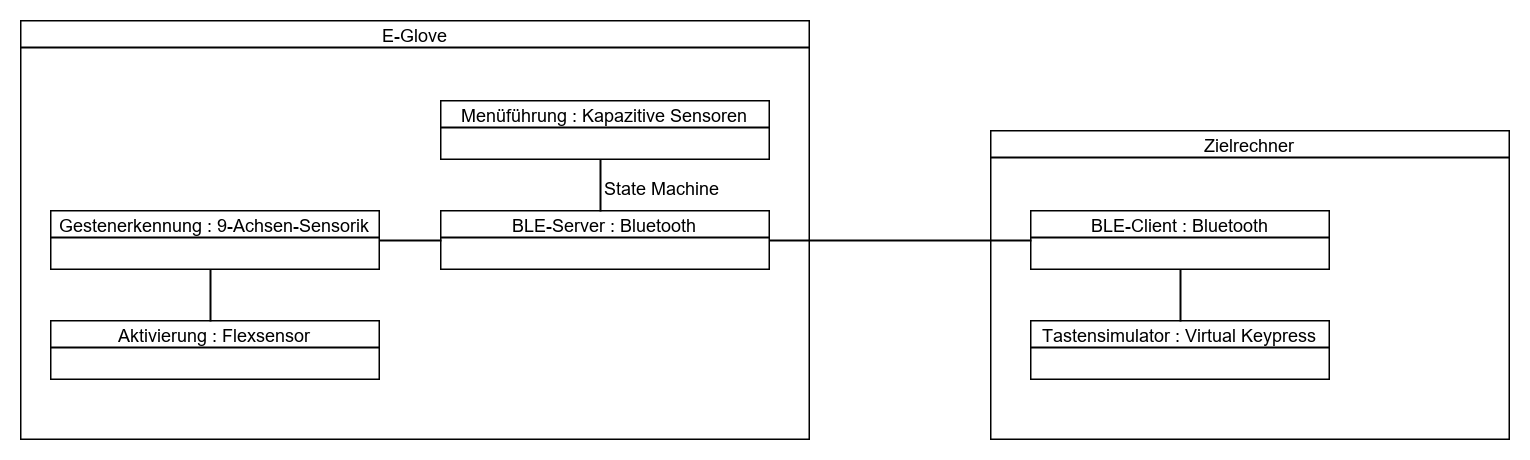 E-Glove
Menüführung : Kapazitive Sensoren
Zielrechner
State Machine
Gestenerkennung : 9-Achsen-Sensorik
BLE-Server : Bluetooth
BLE-Client : Bluetooth
Aktivierung : Flexsensor
Tastensimulator : Virtual Keypress